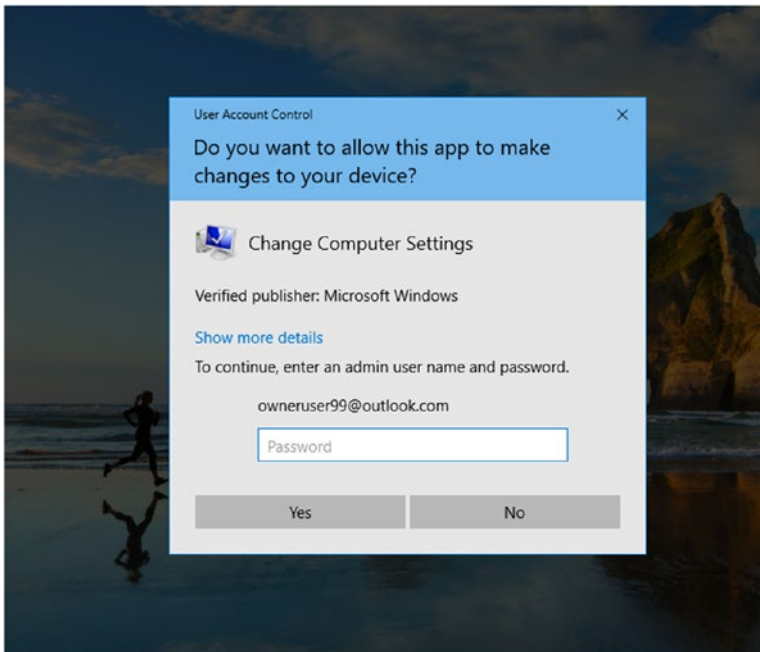 User Account Control
Do you want to allow this app to make
changes to your device?
Change Computer Settings
Verified publisher: Microsoft Windows
Show more details
To continue, enter an admin user name and password.
owneruser99@outlook.com
Password
Yes No